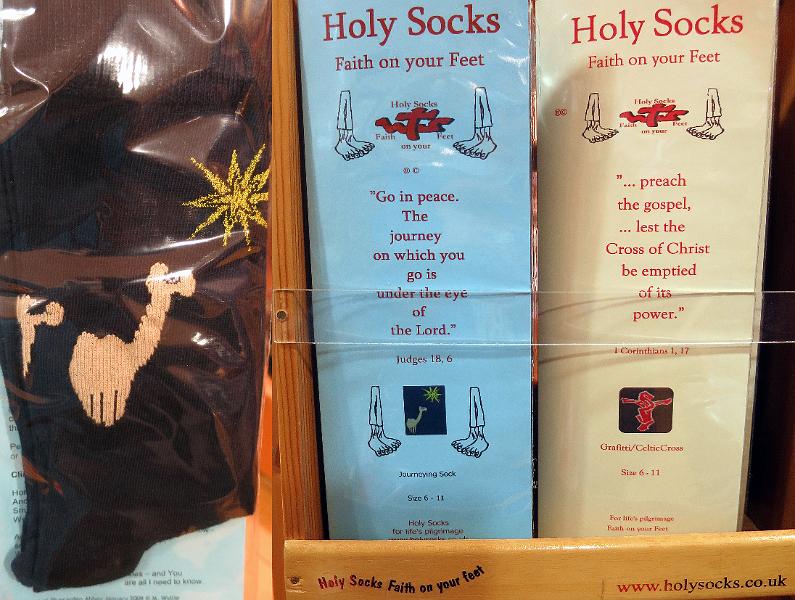 Holy Socks
Faith on your Feet
Holy Socks
Faith Feet
on your
"Go in peace.
The
journey
on which you
go is
under the eye
of
the Lord."
Judges 18, 6
Journeying Sock
Size 6 - 11
Holy Socks
for life's pilgrimage
Holy Socks
Faith on your Feet
Holy Socks
Faith Feet
on your
"... preach
the gospel,
... lest the
Cross of Christ
be emptied
of its
power."
1 Corinthians 1, 17
Grafitti/CelticCross
Size 6 - 11
For life's pilgrimage
Faith on your Feet
Holy Socks Faith on your feet
www.holysocks.co.uk
– and You
are all I need to know